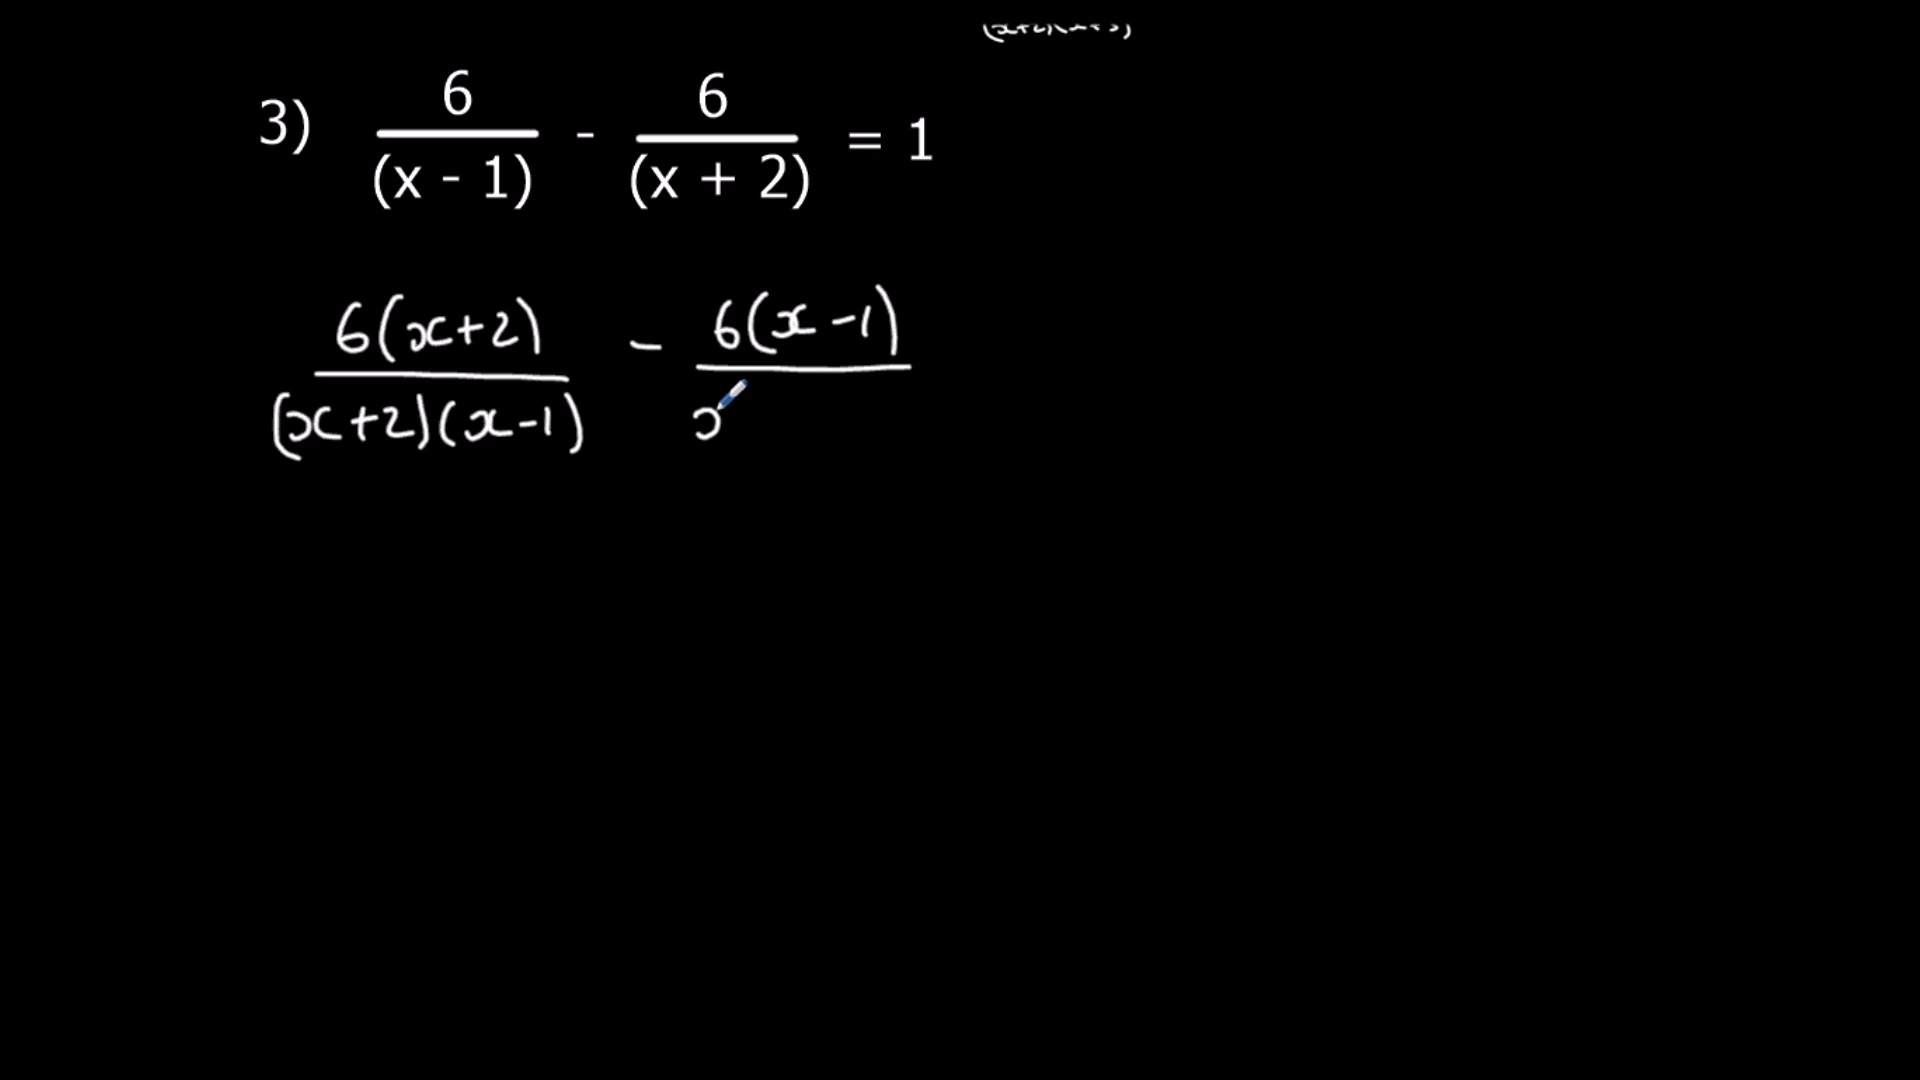 3) 6/(x - 1) - 6/(x + 2) = 1
6(x+2)/(x+2)(x-1) - 6(x-1)/x